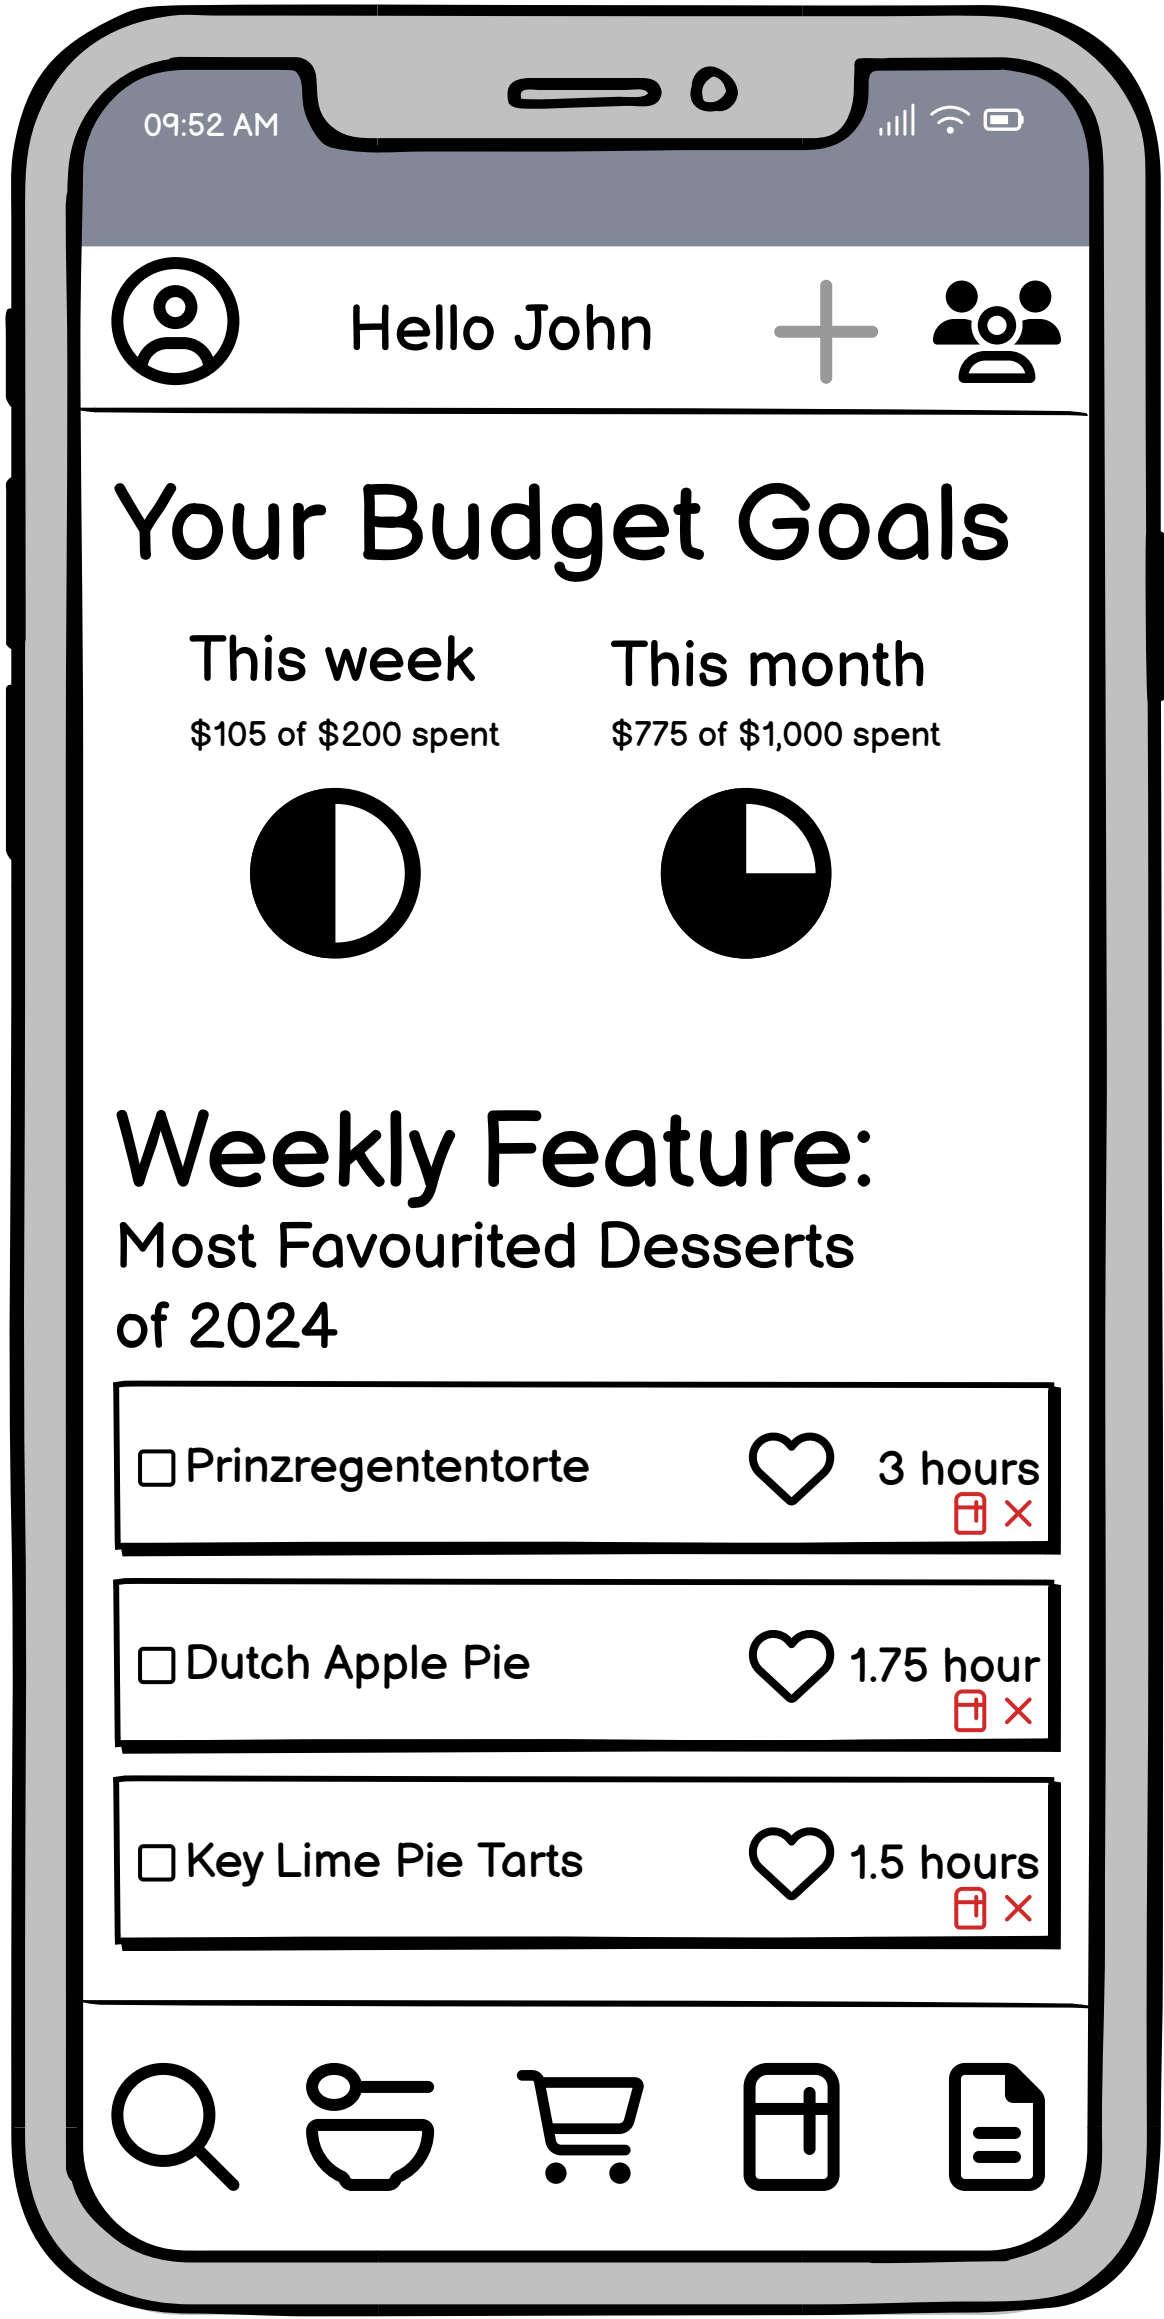 09:52 AM
Hello John
Your Budget Goals
This week
$105 of $200 spent
This month
$775 of $1,000 spent
Weekly Feature:
Most Favourited Desserts
of 2024
Prinzregententorte 3 hours
Dutch Apple Pie 1.75 hour
Key Lime Pie Tarts 1.5 hours